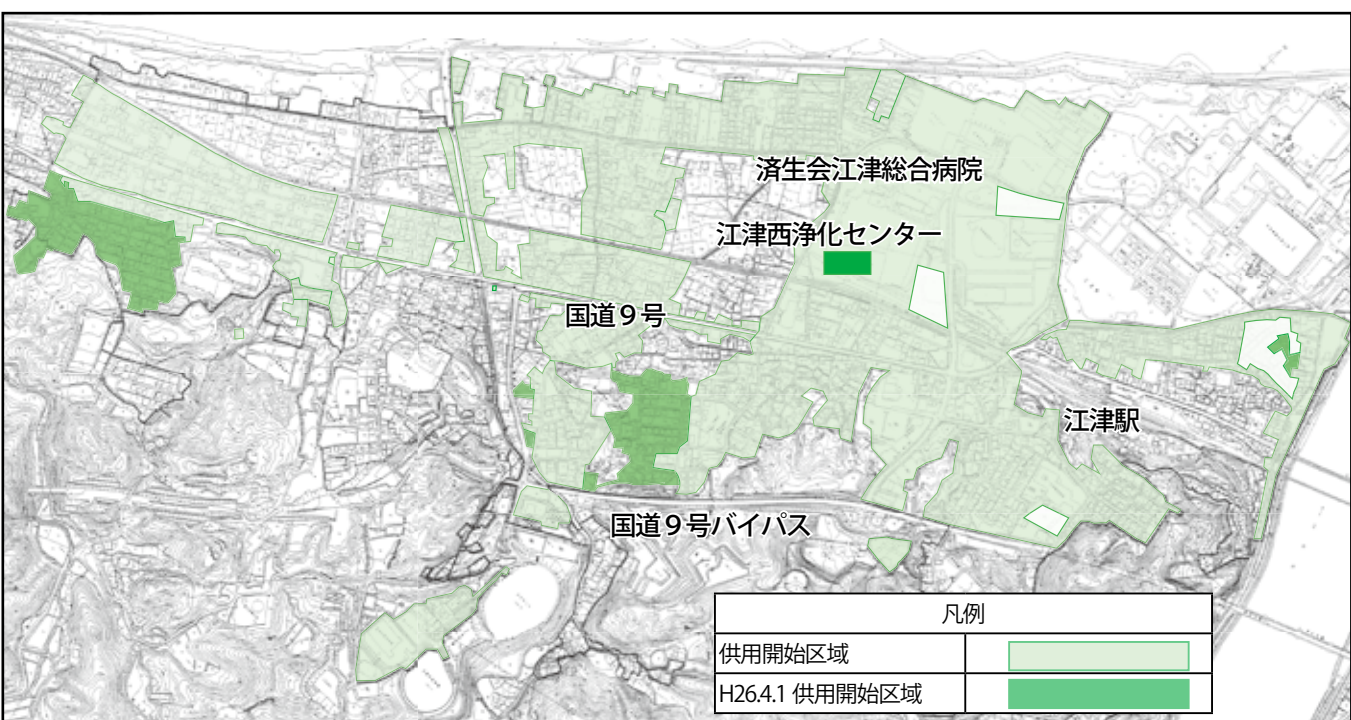 済生会江津総合病院
江津西浄化センター
国道９号
江津駅
国道９号バイパス
凡例
供用開始区域
H26.4.1 供用開始区域